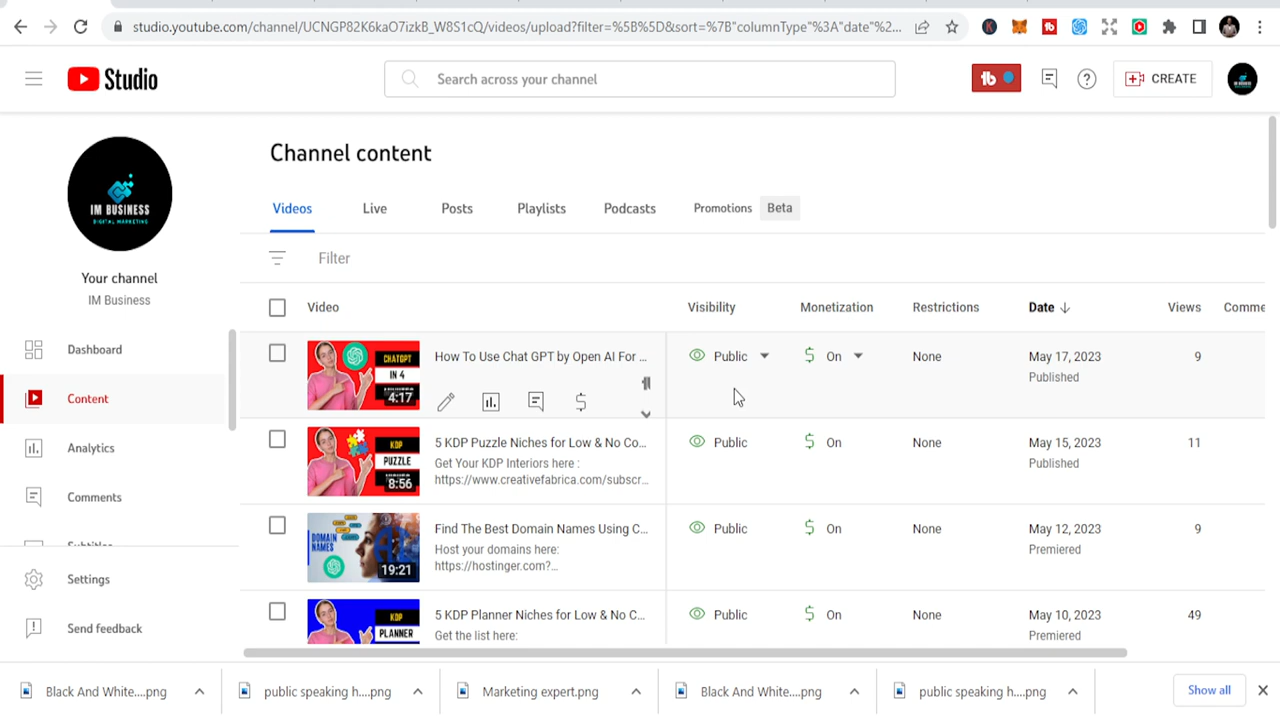 studio.youtube.com/channel/UCNGP82K6kaO7izkB_W8S1cQ/videos/upload?filter=%5B%5D&sort=%7B"columnType"%3A"date"%2...
Studio
Search across your channel
CREATE
IM BUSINESS
DIGITAL MARKETING
Your channel
IM Business
Dashboard
Content
Analytics
Comments
Subtitles
Settings
Send feedback
Channel content
Videos
Live
Posts
Playlists
Podcasts
Promotions
Beta
Filter
Video
Visibility
Monetization
Restrictions
Date
Views
Comme
CHATGPT
IN 4
4:17
How To Use Chat GPT by Open AI For ...
Public
On
None
May 17, 2023
Published
9
KDP
PUZZLE
8:56
5 KDP Puzzle Niches for Low & No Co...
Get Your KDP Interiors here :
https://www.creativefabrica.com/subscr...
Public
On
None
May 15, 2023
Published
11
DOMAIN
NAMES
19:21
Find The Best Domain Names Using C...
Host your domains here:
https://hostinger.com?...
Public
On
None
May 12, 2023
Premiered
9
KDP
PLANNER
5 KDP Planner Niches for Low & No C...
Get the list here:
Public
On
None
May 10, 2023
Premiered
49
Black And White....png
public speaking h....png
Marketing expert.png
Black And White....png
public speaking h....png
Show all